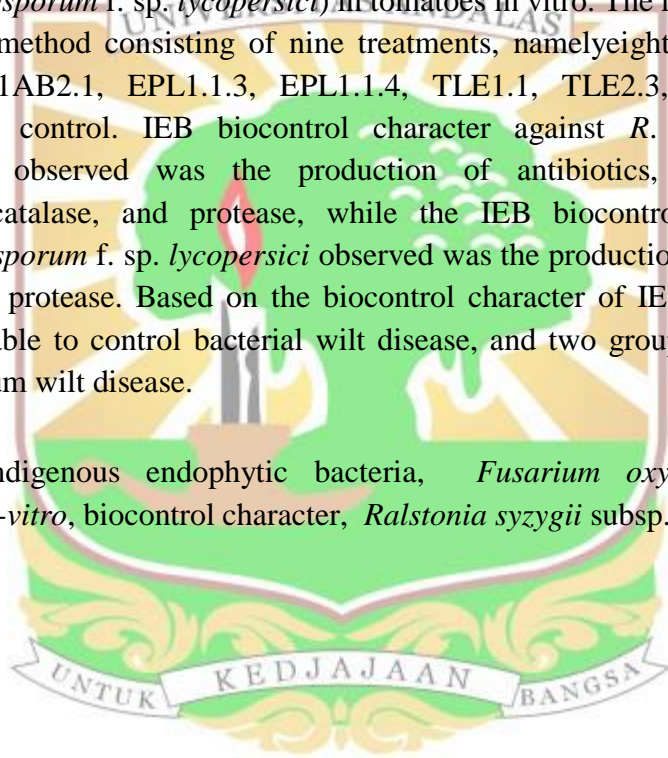 sporum f. sp. lycopersici) in tomatoes in vitro. The
method consisting of nine treatments, namelyeight
1AB2.1, EPL1.1.3, EPL1.1.4, TLE1.1, TLE2.3,
control. IEB biocontrol character against R.
observed was the production of antibiotics,
catalase, and protease, while the IEB biocontro
sporum f. sp. lycopersici observed was the production
protease. Based on the biocontrol character of IE
able to control bacterial wilt disease, and two group
um wilt disease.
ndigenous endophytic bacteria, Fusarium oxy
-vitro, biocontrol character, Ralstonia syzygii subsp.
UNTUK KEDJAJAAN BANGSA